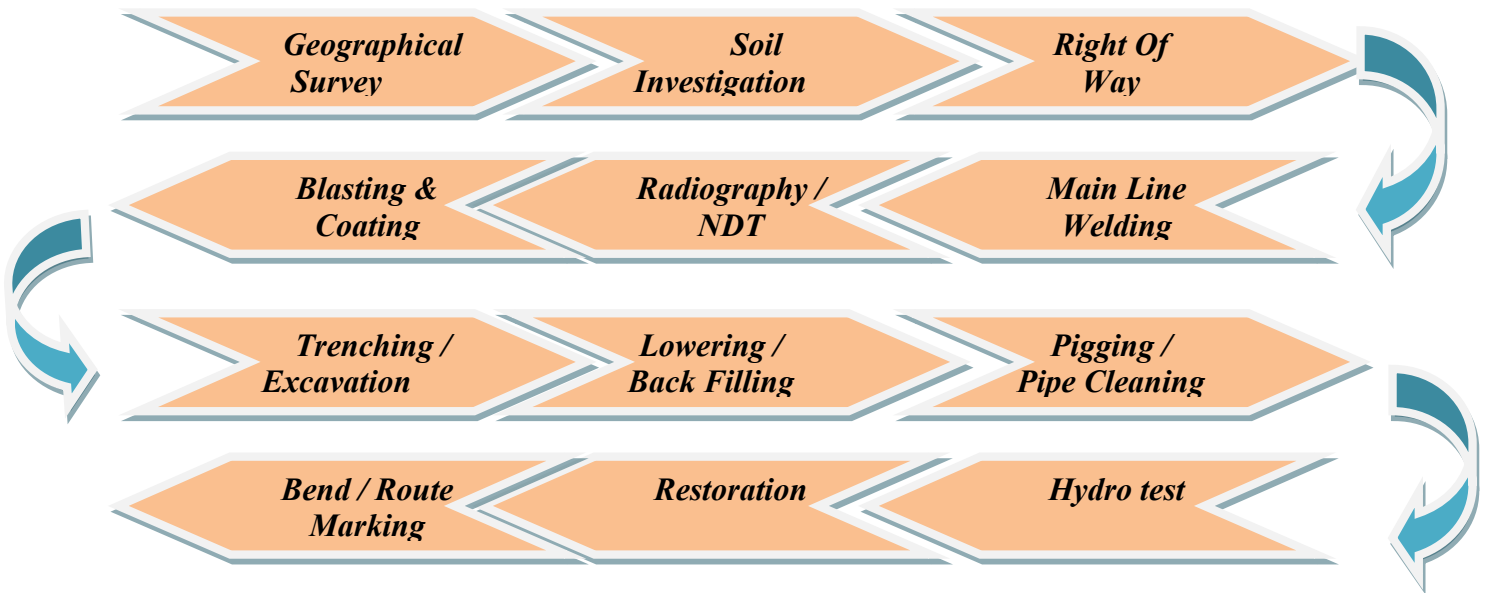 Geographical
Survey
Soil
Investigation
Right Of
Way
Main Line
Welding
Radiography /
NDT
Blasting &
Coating
Trenching /
Excavation
Lowering /
Back Filling
Pigging /
Pipe Cleaning
Hydro test
Restoration
Bend / Route
Marking